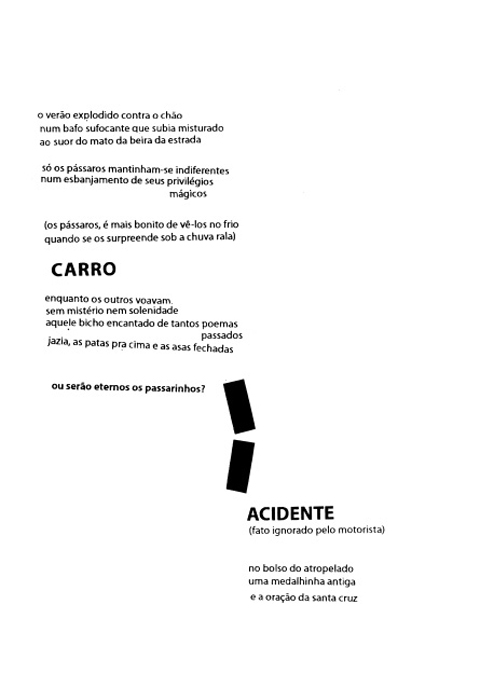 o verão explodido contra o chão
num bafo sufocante que subia misturado
ao suor do mato da beira da estrada
só os pássaros mantinham-se indiferentes
num esbanjamento de seus privilégios
mágicos
(os pássaros, é mais bonito de vê-los no frio
quando se os surpreende sob a chuva rala)
CARRO
enquanto os outros voavam
sem mistério nem solenidade
aquele bicho encantado de tantos poemas
passados
jazia, as patas pra cima e as asas fechadas
ou serão eternos os passarinhos?
ACIDENTE
(fato ignorado pelo motorista)
no bolso do atropelado
uma medalhinha antiga
e a oração da santa cruz